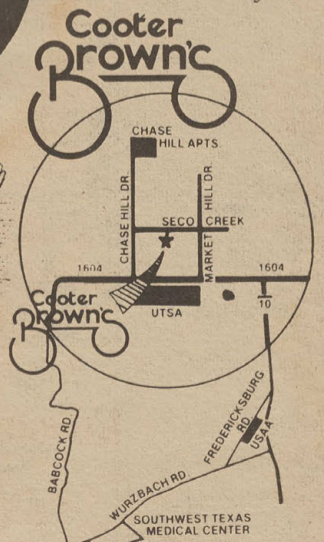 Cooter
Brown's
CHASE
HILL APTS.
CHASE HILL DR.
MARKET HILL DR.
SECO CREEK
1604
1604
UTSA
10
Cooter
Brown's
FREDERICKSBURG
RD
USAA
BABCOCK RD.
WURZBACH RD.
SOUTHWEST TEXAS
MEDICAL CENTER